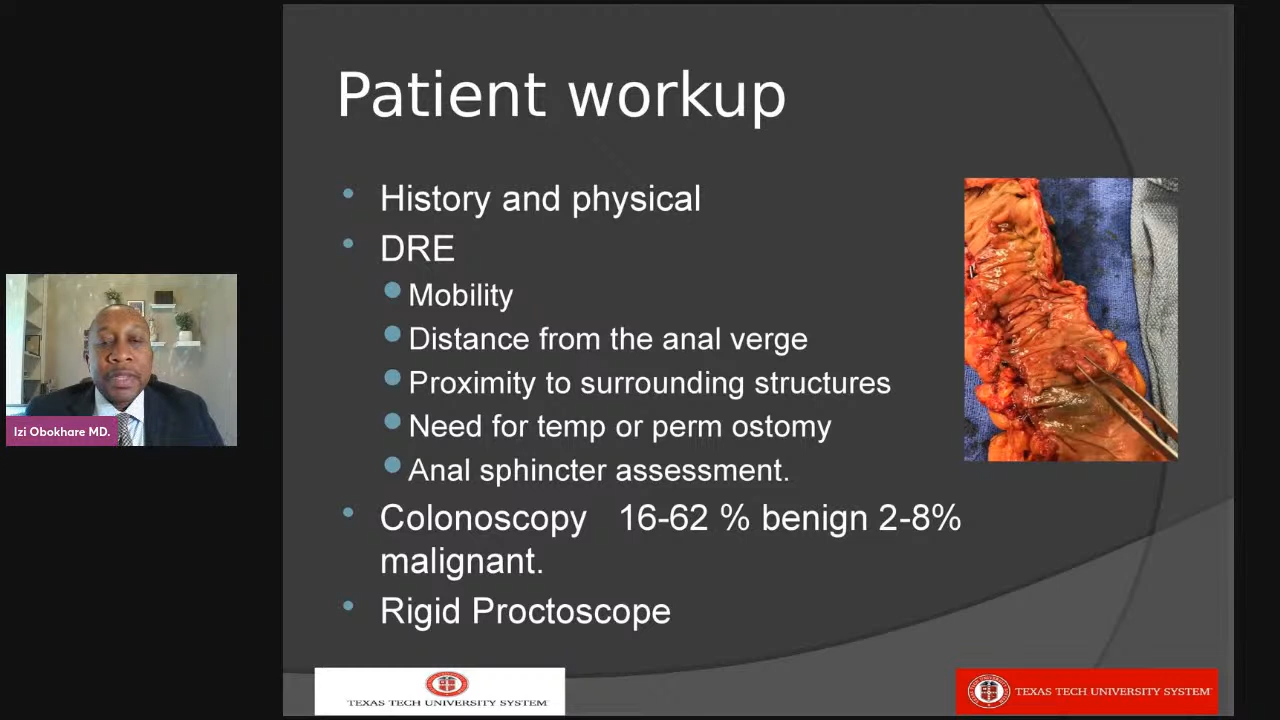 Patient workup
History and physical
DRE
Mobility
Distance from the anal verge
Proximity to surrounding structures
Need for temp or perm ostomy
Anal sphincter assessment.
Colonoscopy 16-62 % benign 2-8%
malignant.
Rigid Proctoscope
Izi Obokhare MD.
TEXAS TECH UNIVERSITY SYSTEM
TEXAS TECH UNIVERSITY SYSTEM